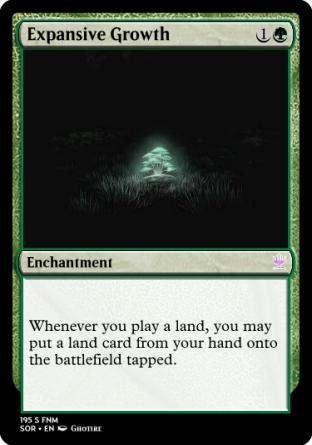 Expansive Growth 1
Enchantment
Whenever you play a land, you may
put a land card from your hand onto
the battlefield tapped.
195 S FNM
SOR • EN GHOTIRE